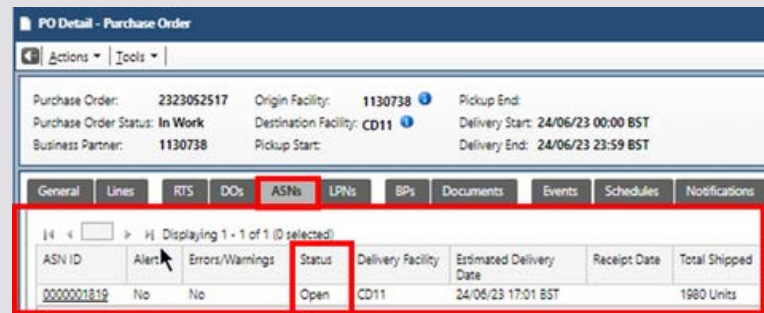 PO Detail - Purchase Order
Actions Tools
Purchase Order: 2323052517 Origin Facility: 1130738 Pickup End:
Purchase Order Status: In Work Destination Facility: CD11 Delivery Start: 24/06/23 00:00 BST
Business Partner: 1130738 Pickup Start: Delivery End: 24/06/23 23:59 BST
General Lines RTS DOs ASNs LPNs BPs Documents Events Schedules Notifications
Displaying 1 - 1 of 1 (0 selected)
ASN ID Alert Errors/Warnings Status Delivery Facility Estimated Delivery Date Receipt Date Total Shipped
0000001819 No No Open CD11 24/06/23 17:01 BST 1980 Units